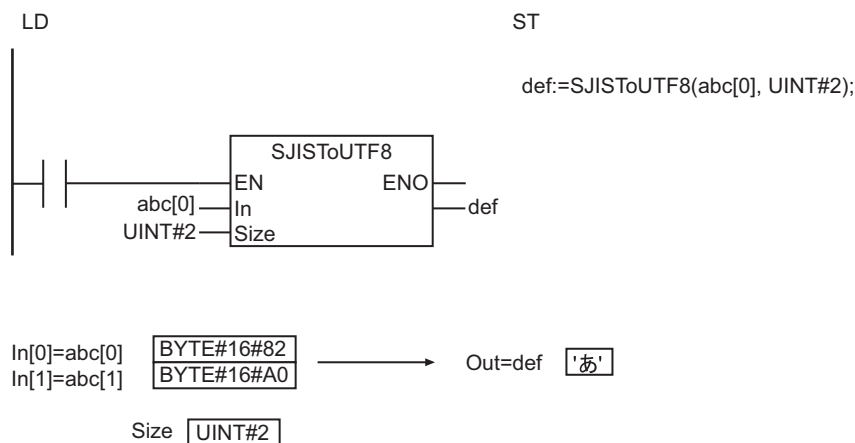 LD
ST
def:=SJISToUTF8(abc[0], UINT#2);
SJISToUTF8
EN ENO
abc[0] In def
UINT#2 Size
In[0]=abc[0] BYTE#16#82
In[1]=abc[1] BYTE#16#A0
Out=def 'あ'
Size UINT#2